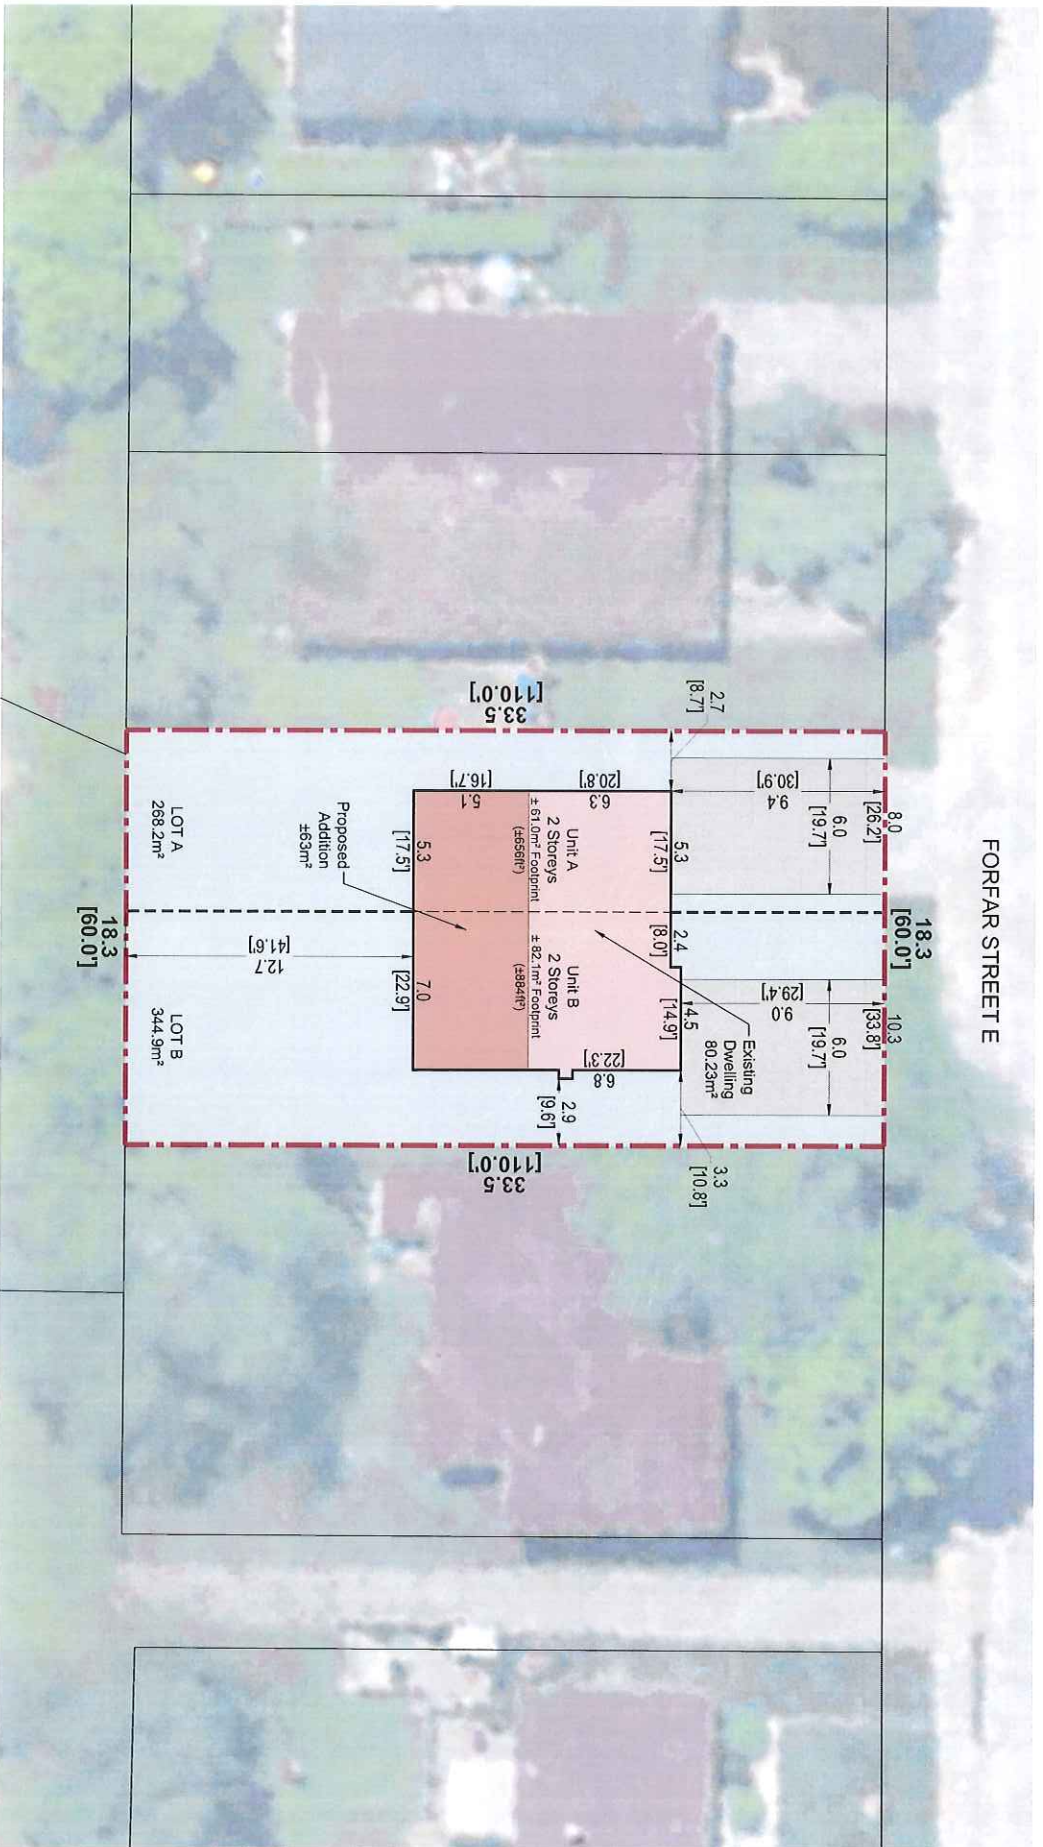 FORFAR STREET E
18.3
[60.0']
8.0
[26.2']
10.3
[33.8']
6.0
[19.7']
6.0
[19.7']
9.4
[30.9']
9.0
[29.4']
2.7
[8.7']
3.3
[10.8']
Existing
Dwelling
80.23m²
5.3
[17.5']
2.4
[8.0']
4.5
[14.9']
33.5
[110.0']
33.5
[110.0']
6.3
[20.8']
6.8
[22.3']
2.9
[9.6']
Unit A
2 Storeys
± 61.0m² Footprint
(±656ft²)
Unit B
2 Storeys
± 82.1m² Footprint
(±884ft²)
5.1
[16.7']
5.3
[17.5']
7.0
[22.9']
Proposed
Addition
±63m²
12.7
[41.6']
LOT A
268.2m²
LOT B
344.9m²
18.3
[60.0']